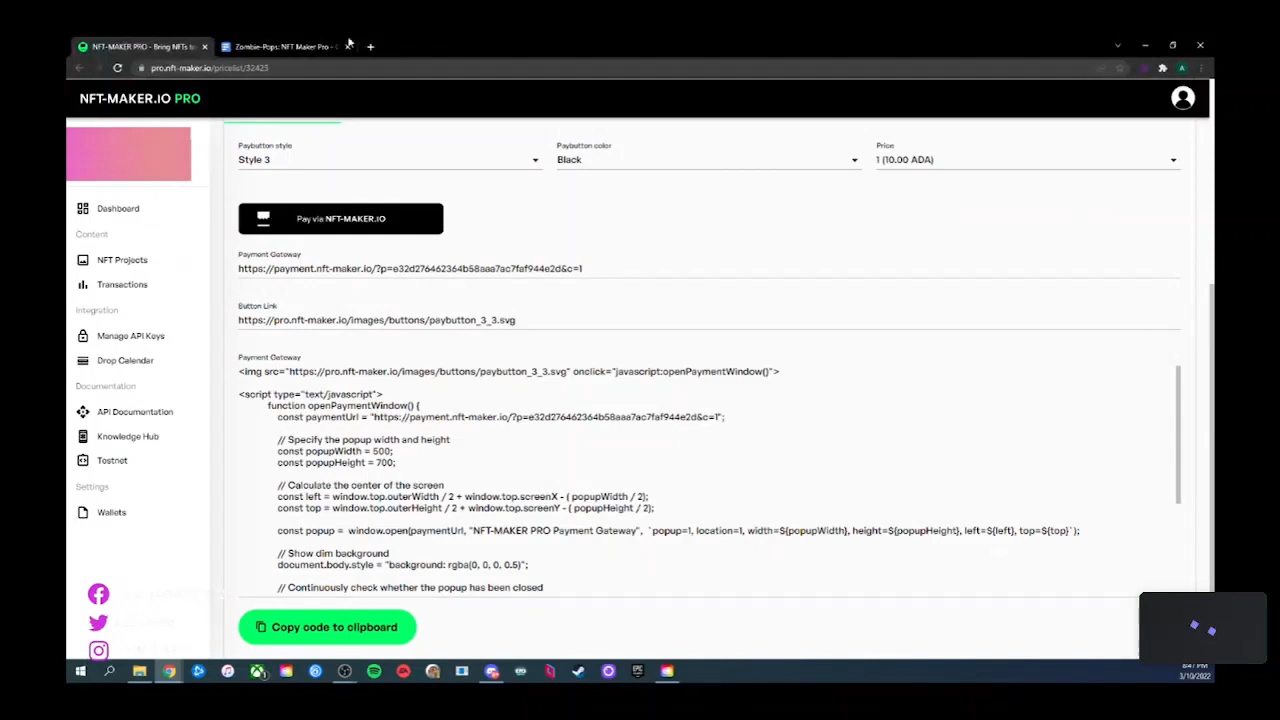 NFT-MAKER PRO - Bring NFTs to
Zombie-Pops: NFT Maker Pro -
pro.nft-maker.io/pricelist/32425
A
NFT-MAKER.IO PRO
Paybutton style
Paybutton color
Price
Style 3
Black
1 (10.00 ADA)
Dashboard
Content
NFT Projects
Transactions
Integration
Manage API Keys
Drop Calendar
Documentation
API Documentation
Knowledge Hub
Testnet
Settings
Wallets
Pay via NFT-MAKER.IO
Payment Gateway
https://payment.nft-maker.io/?p=e32d276462364b58aaa7ac7faf944e2d&c=1
Button Link
https://pro.nft-maker.io/images/buttons/paybutton_3_3.svg
Payment Gateway
<img src="https://pro.nft-maker.io/images/buttons/paybutton_3_3.svg" onclick="javascript:openPaymentWindow()">
<script type="text/javascript">
function openPaymentWindow() {
const paymentUrl = "https://payment.nft-maker.io/?p=e32d276462364b58aaa7ac7faf944e2d&c=1";
// Specify the popup width and height
const popupWidth = 500;
const popupHeight = 700;
// Calculate the center of the screen
const left = window.top.outerWidth / 2 + window.top.screenX - ( popupWidth / 2);
const top = window.top.outerHeight / 2 + window.top.screenY - ( popupHeight / 2);
const popup = window.open(paymentUrl, "NFT-MAKER PRO Payment Gateway", `popup=1, location=1, width=${popupWidth}, height=${popupHeight}, left=${left}, top=${top}`);
// Show dim background
document.body.style = "background: rgba(0, 0, 0, 0.5)";
// Continuously check whether the popup has been closed
Copy code to clipboard
8:47 PM
3/10/2022